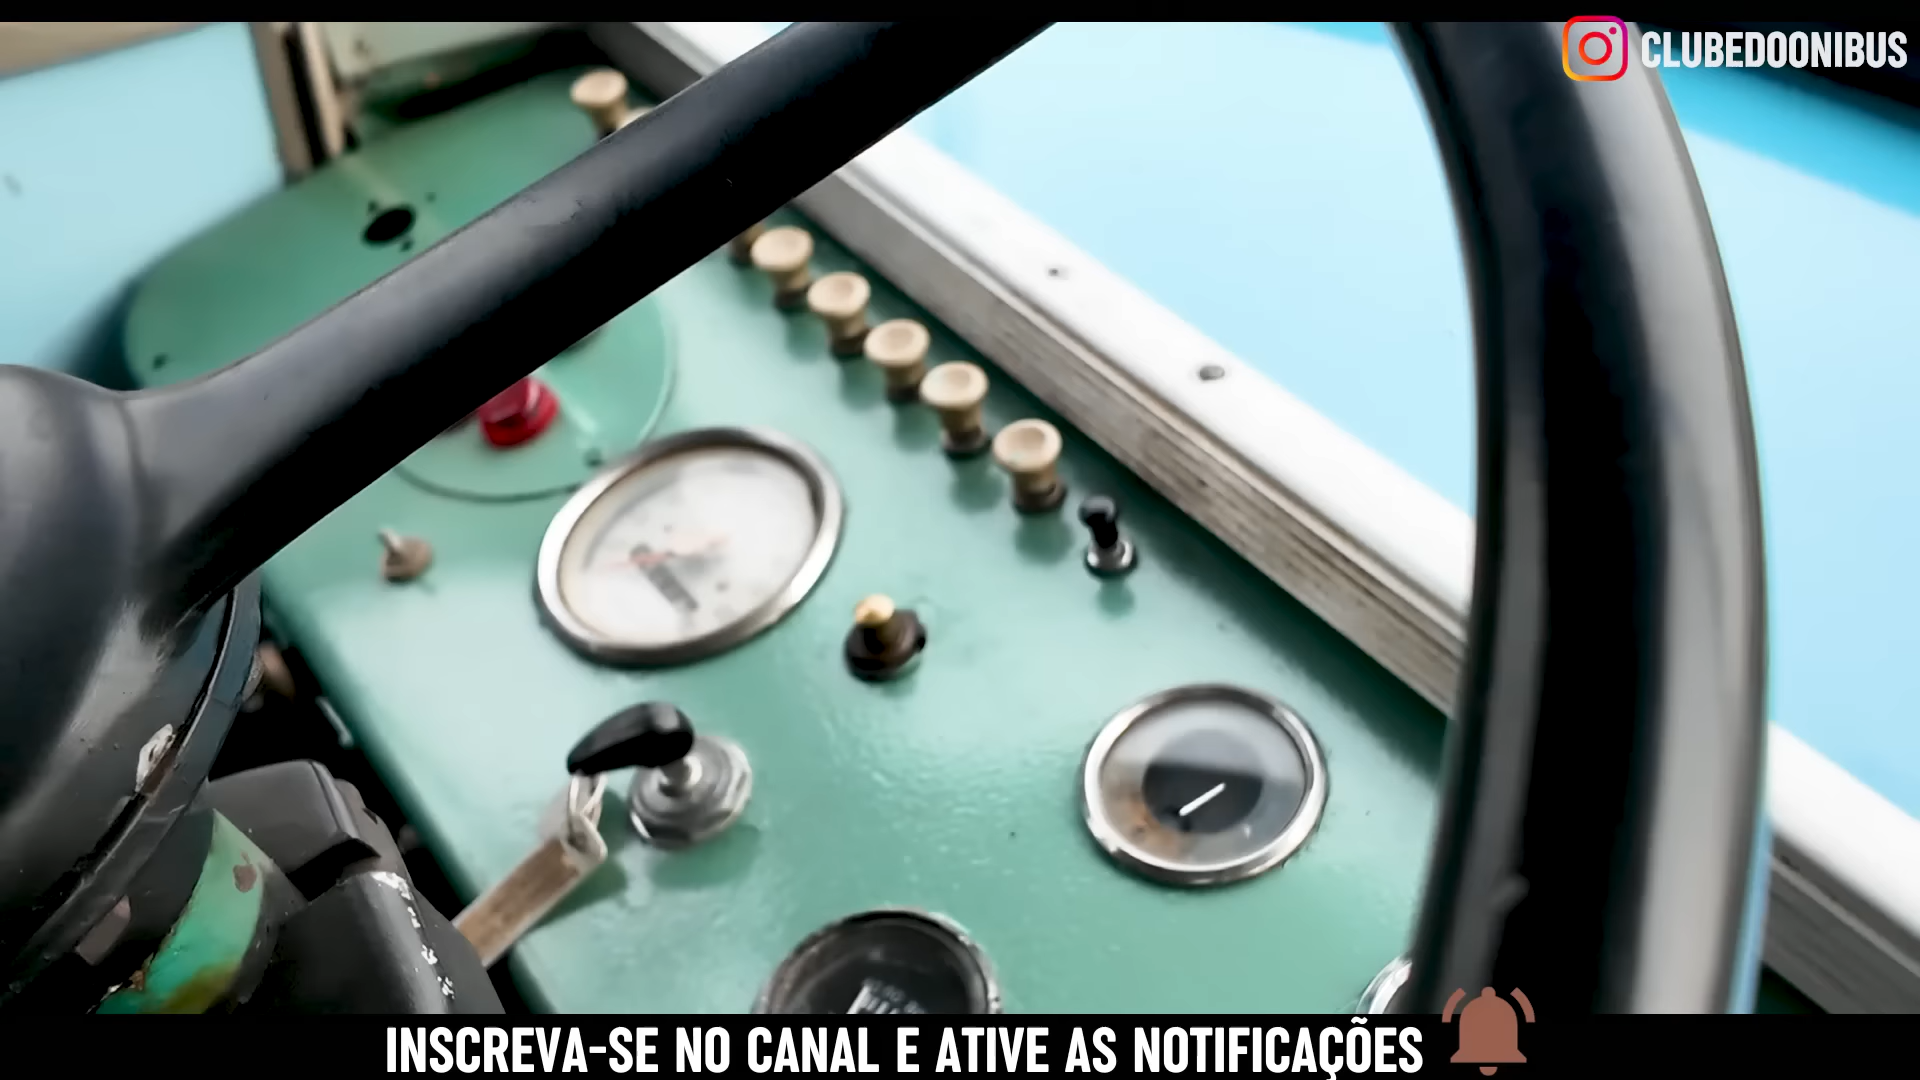 CLUBEDOONIBUS
INSCREVA-SE NO CANAL E ATIVE AS NOTIFICAÇÕES